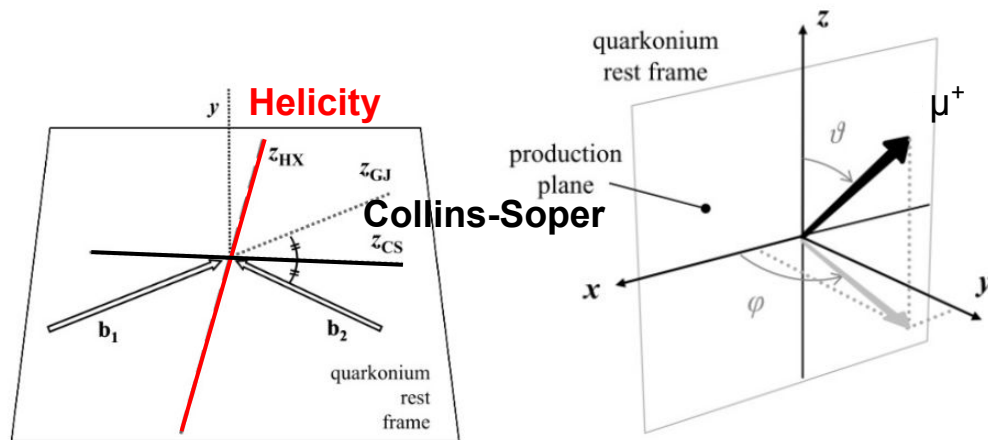 y
Helicity
z_HX
z_GJ
Collins-Soper
z_CS
b_1
b_2
quarkonium
rest
frame
quarkonium
rest frame
z
μ^+
ϑ
production
plane
x
φ
y